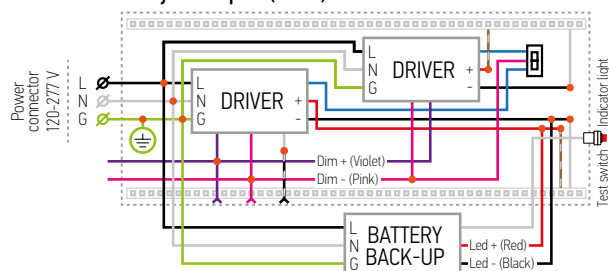 Power
connector
120-277 V
L
N
G
L
N
G
DRIVER
+
-
L
N
G
DRIVER
+
-
Dim + (Violet)
Dim - (Pink)
L
N
G
BATTERY
BACK-UP
Led + (Red)
Led - (Black)
Test switch
Indicator light